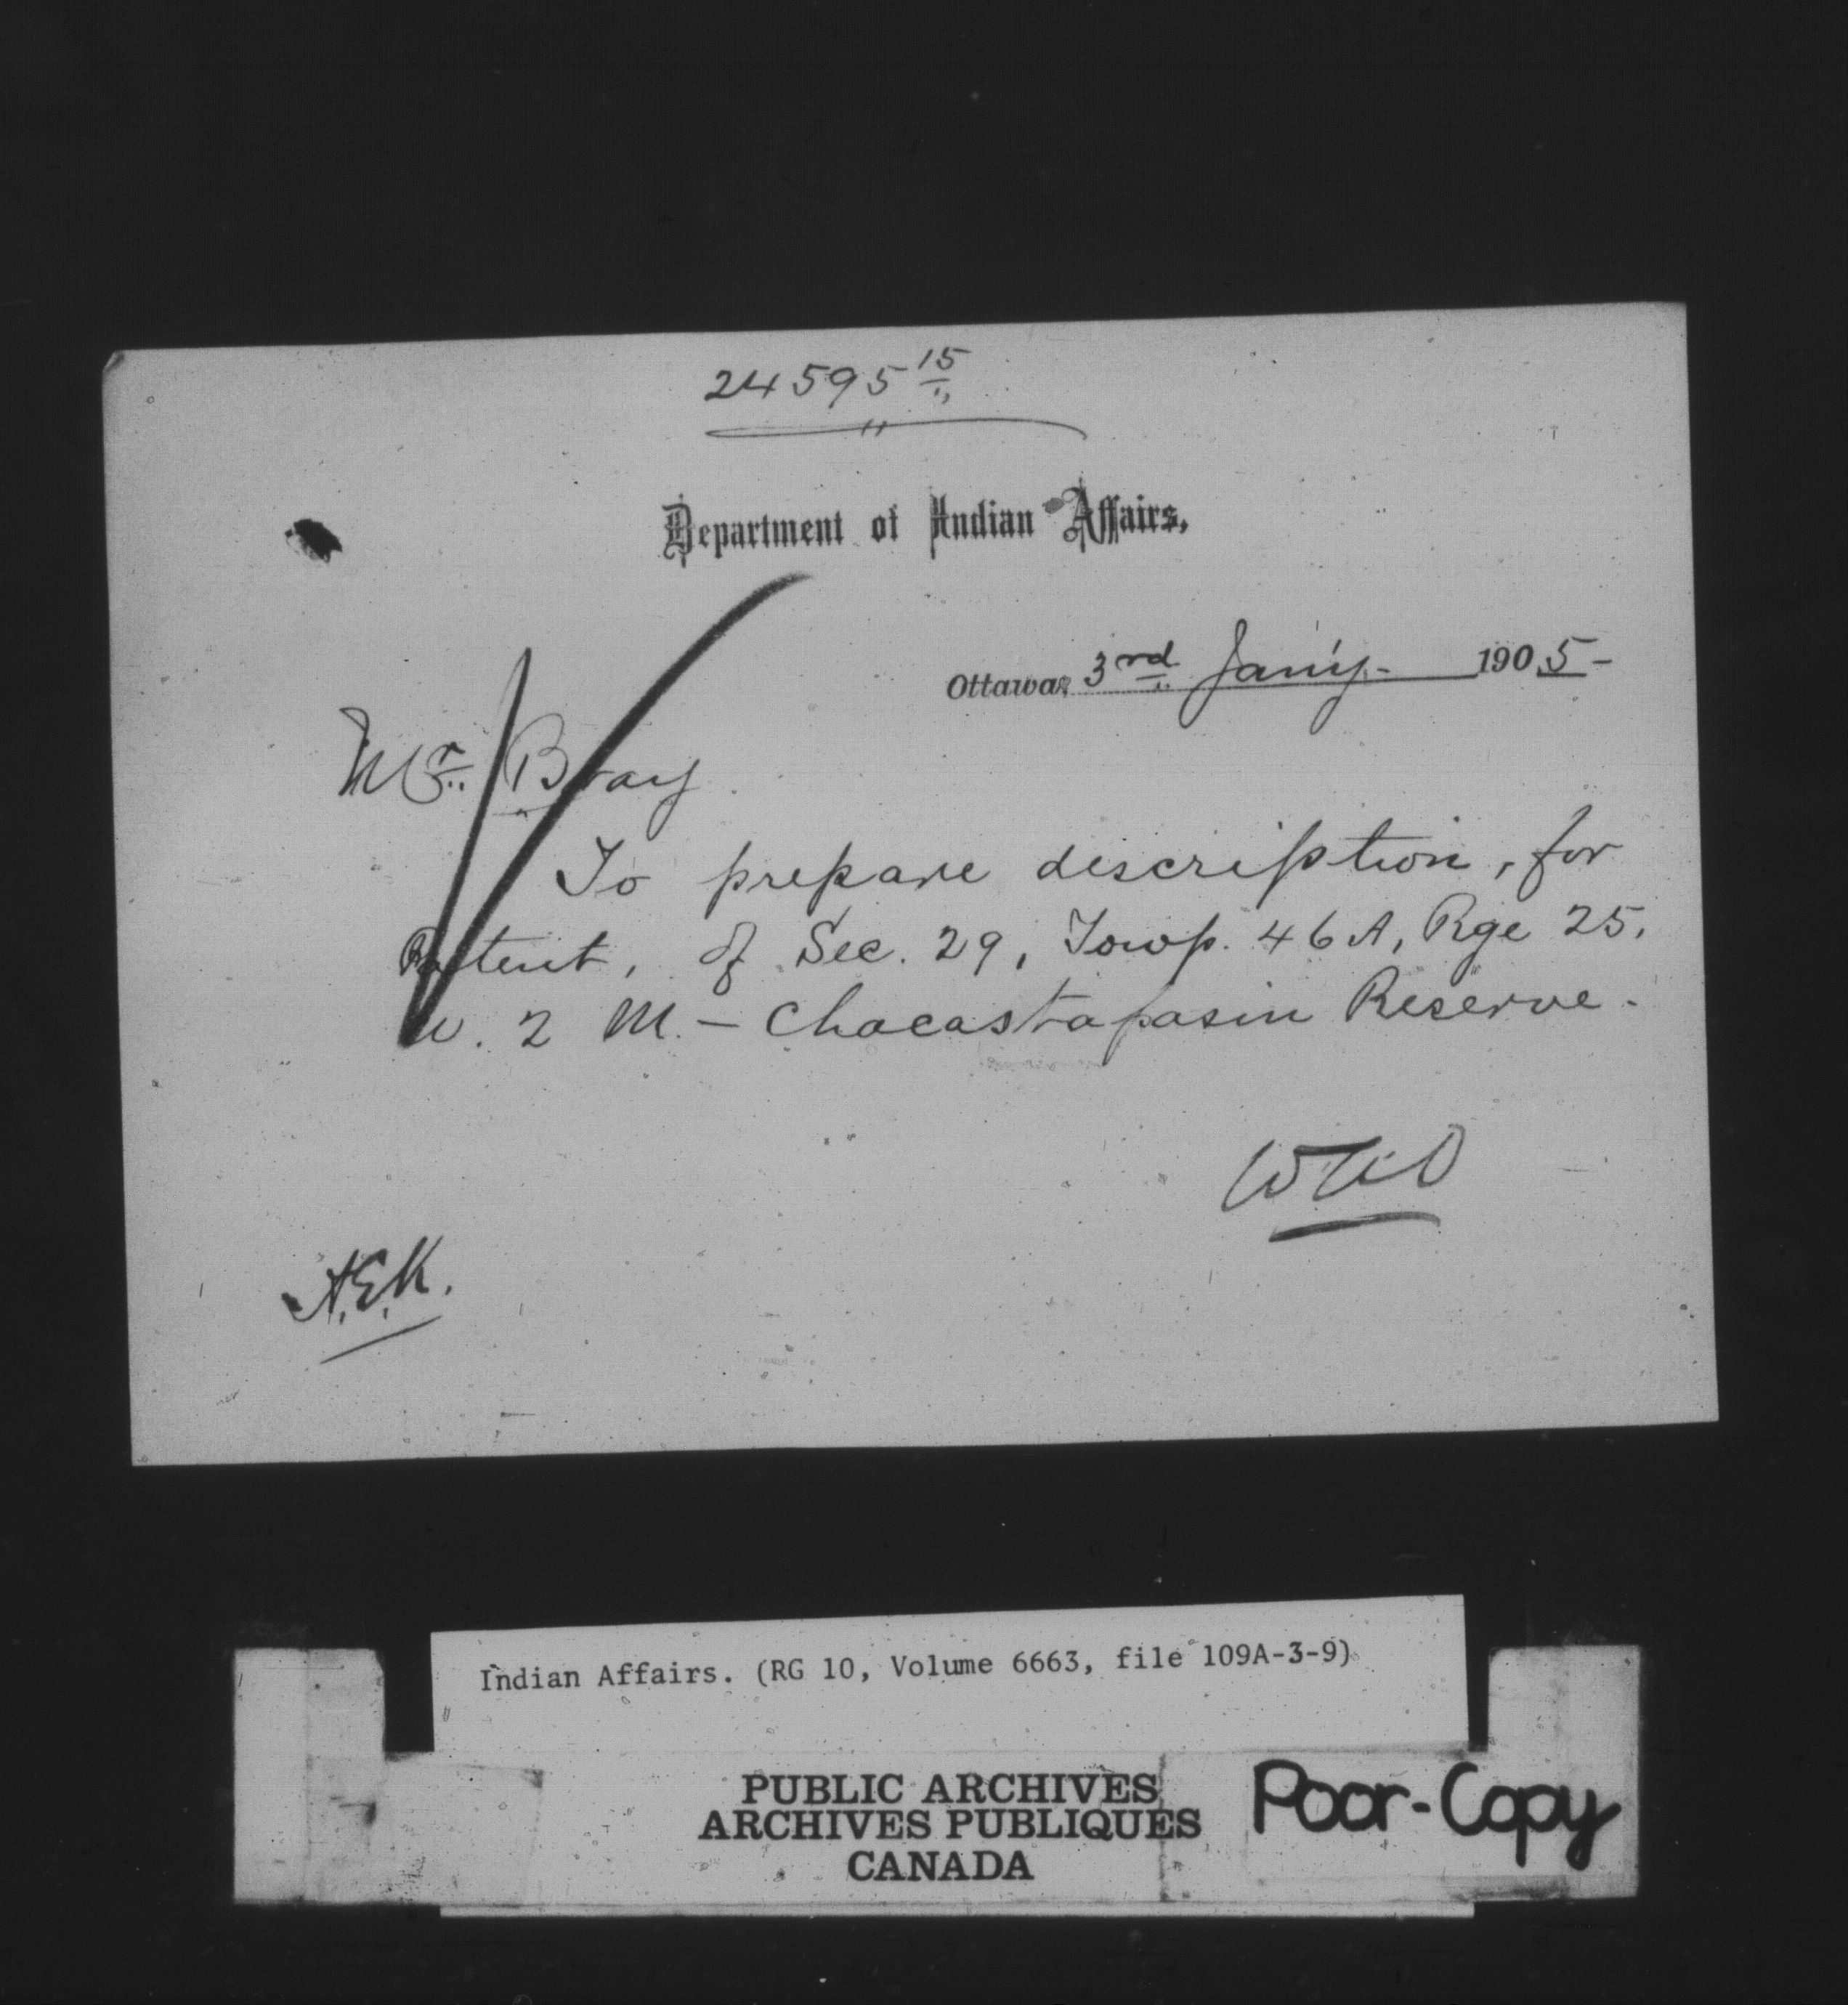 24595 15
Department of Indian Affairs,
Ottawa, 3rd Jan'y - 1905 -
Mr. Bray
To prepare description, for
Patent, of Sec. 29, Towp. 46A, Rge 25,
W. 2 M. - Chacastapasin Reserve.
A.E.K.
Indian Affairs. (RG 10, Volume 6663, file 109A-3-9)
PUBLIC ARCHIVES
ARCHIVES PUBLIQUES
CANADA
Poor-Copy